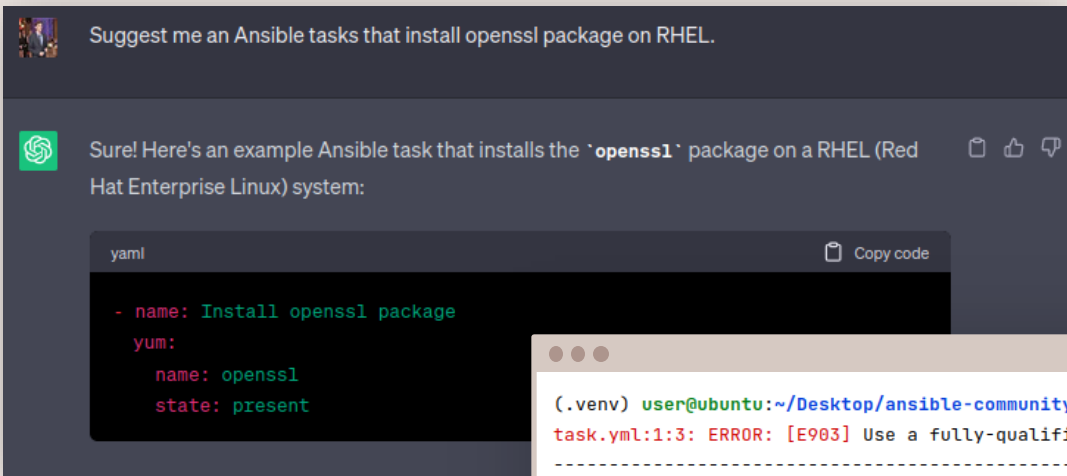 Suggest me an Ansible tasks that install openssl package on RHEL.
Sure! Here's an example Ansible task that installs the `openssl` package on a RHEL (Red
Hat Enterprise Linux) system:
yaml
Copy code
- name: Install openssl package
yum:
name: openssl
state: present
(.venv) user@ubuntu:~/Desktop/ansible-community
task.yml:1:3: ERROR: [E903] Use a fully-qualifi
------------------------------------------------